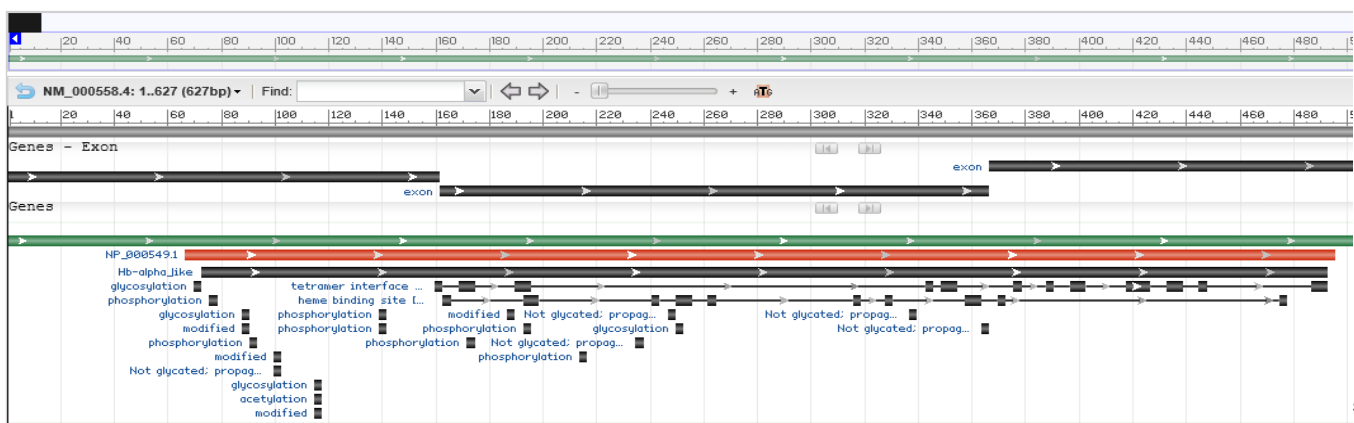 20 40 60 80 100 120 140 160 180 200 220 240 260 280 300 320 340 360 380 400 420 440 460 480
NM_000558.4: 1..627 (627bp) Find: - + ATG
1 20 40 60 80 100 120 140 160 180 200 220 240 260 280 300 320 340 360 380 400 420 440 460 480
Genes - Exon
exon
exon
Genes
NP_000549.1
Hb-alpha_like
glycosylation tetramer interface ...
phosphorylation heme binding site [...
glycosylation phosphorylation modified Not glycated; propag... Not glycated; propag...
modified phosphorylation phosphorylation glycosylation Not glycated; propag...
phosphorylation phosphorylation Not glycated; propag...
modified phosphorylation
Not glycated; propag...
glycosylation
acetylation
modified